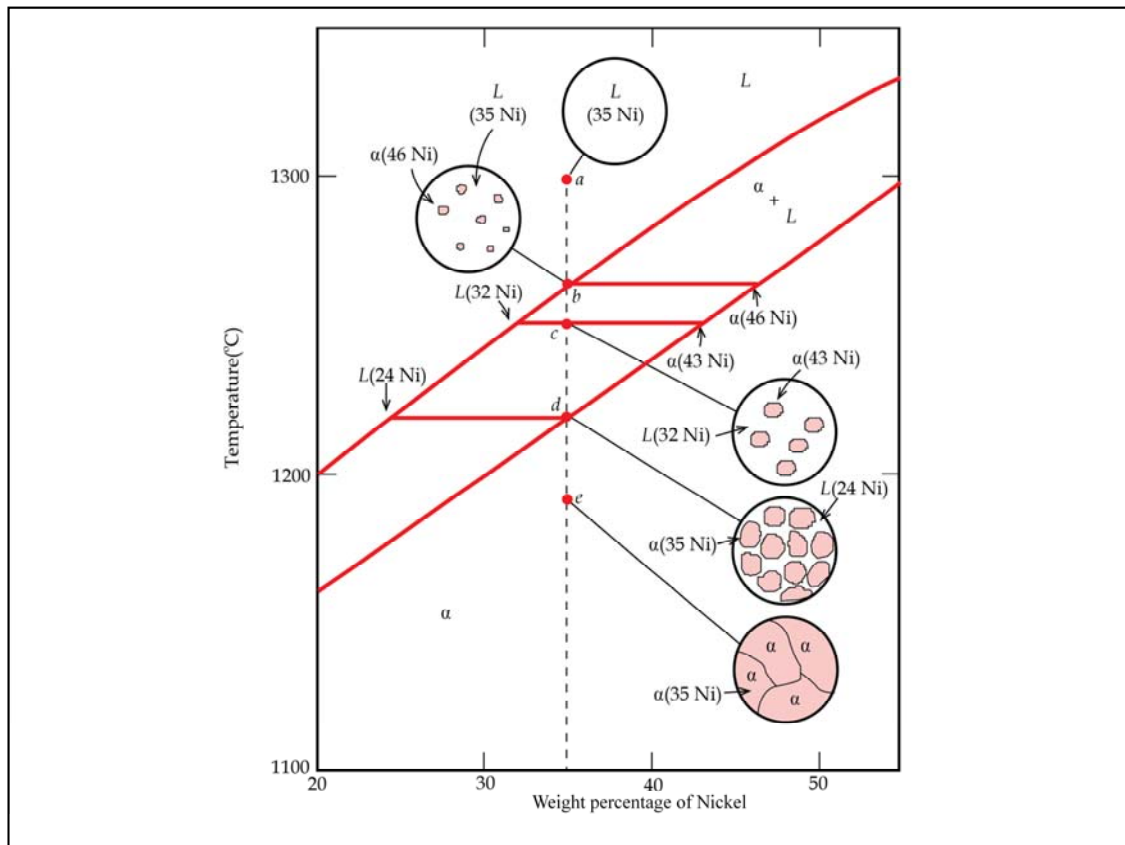 L
(35 Ni)
L
(35 Ni)
L
α(46 Ni)
1300
a
α
+
L
b
L(32 Ni)
α(46 Ni)
c
α(43 Ni)
L(24 Ni)
α(43 Ni)
d
L(32 Ni)
Temperature(°C)
1200
e
L(24 Ni)
α(35 Ni)
α
α
α
α
α(35 Ni)
α
1100
20
30
40
50
Weight percentage of Nickel